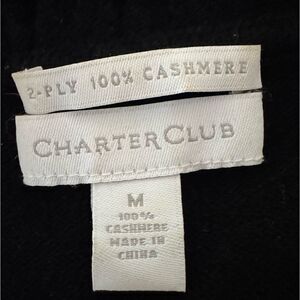 2-PLY 100% CASHMERE
CHARTER CLUB
M
100%
CASHMERE
MADE IN
CHINA